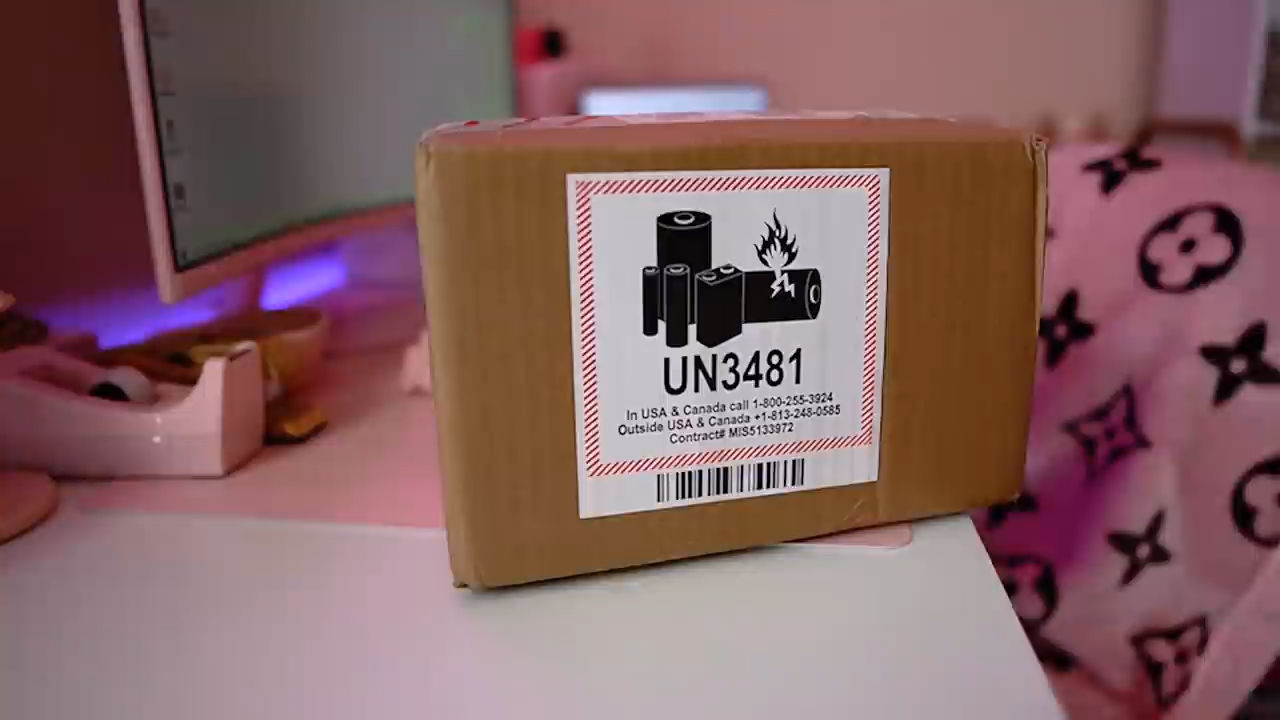 UN3481
In USA & Canada call 1-800-255-3924
Outside USA & Canada +1-813-248-0585
Contract# MIS5133972